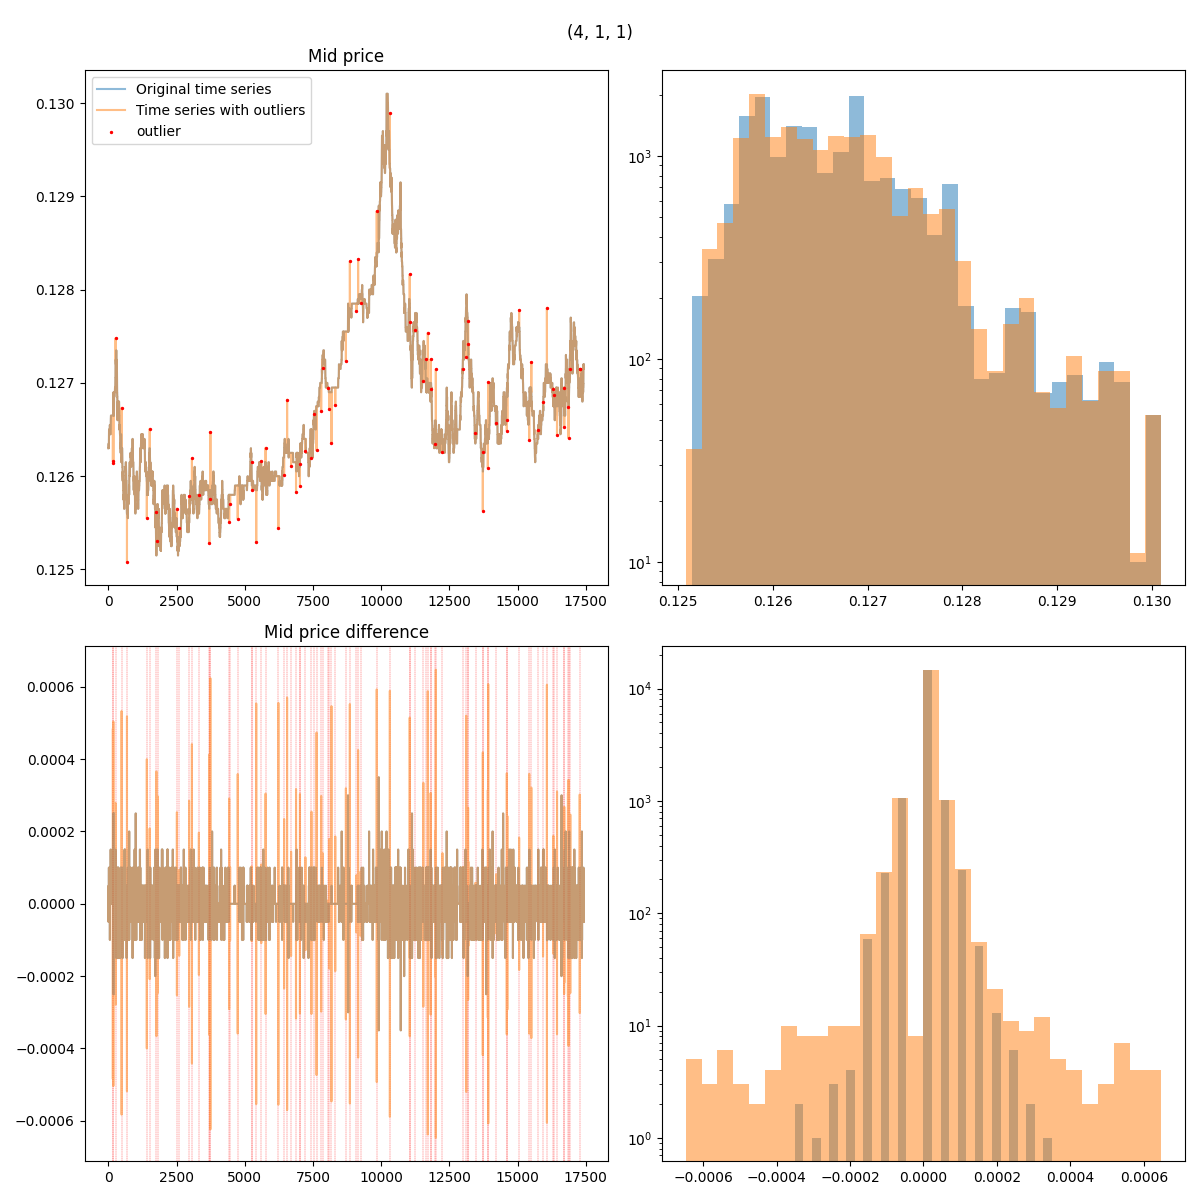 (4, 1, 1)
Mid price
Original time series
Time series with outliers
outlier
0.130
0.129
0.128
0.127
0.126
0.125
0 2500 5000 7500 10000 12500 15000 17500
10³
10²
10¹
0.125 0.126 0.127 0.128 0.129 0.130
Mid price difference
0.0006
0.0004
0.0002
0.0000
−0.0002
−0.0004
−0.0006
0 2500 5000 7500 10000 12500 15000 17500
10⁴
10³
10²
10¹
10⁰
−0.0006 −0.0004 −0.0002 0.0000 0.0002 0.0004 0.0006